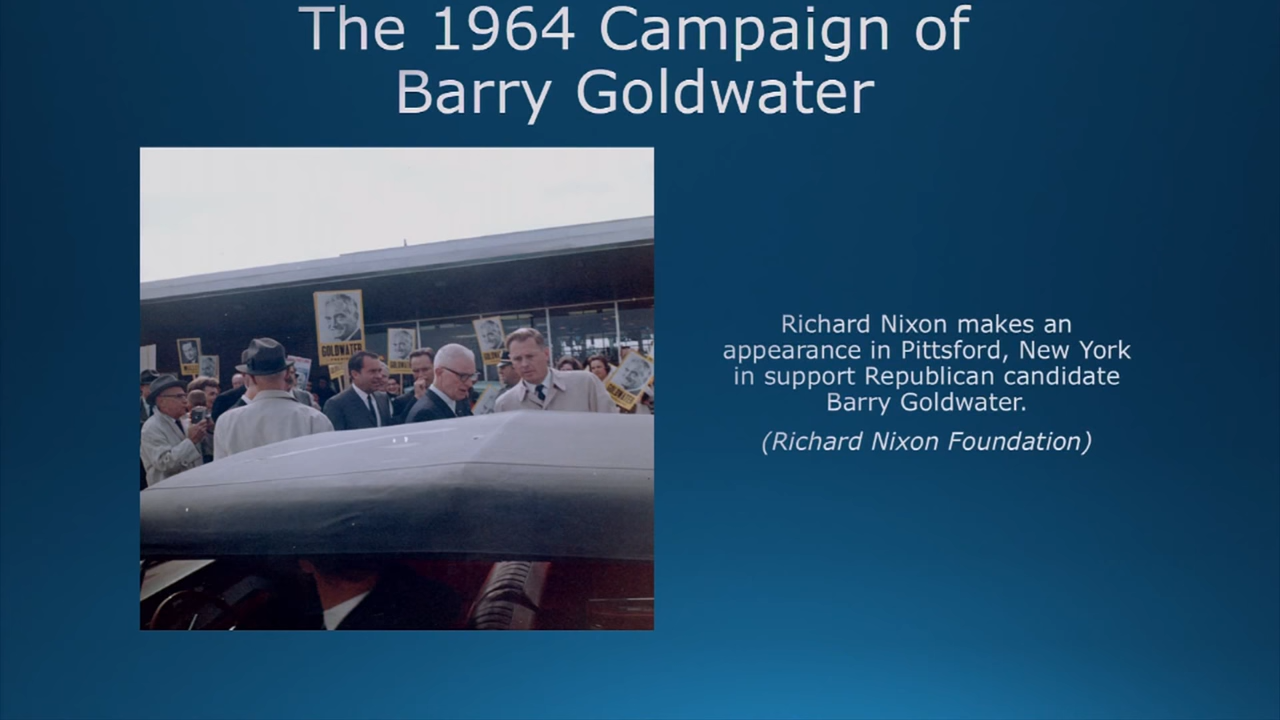 The 1964 Campaign of
Barry Goldwater
GOLDWATER
Richard Nixon makes an
appearance in Pittsford, New York
in support Republican candidate
Barry Goldwater.
(Richard Nixon Foundation)